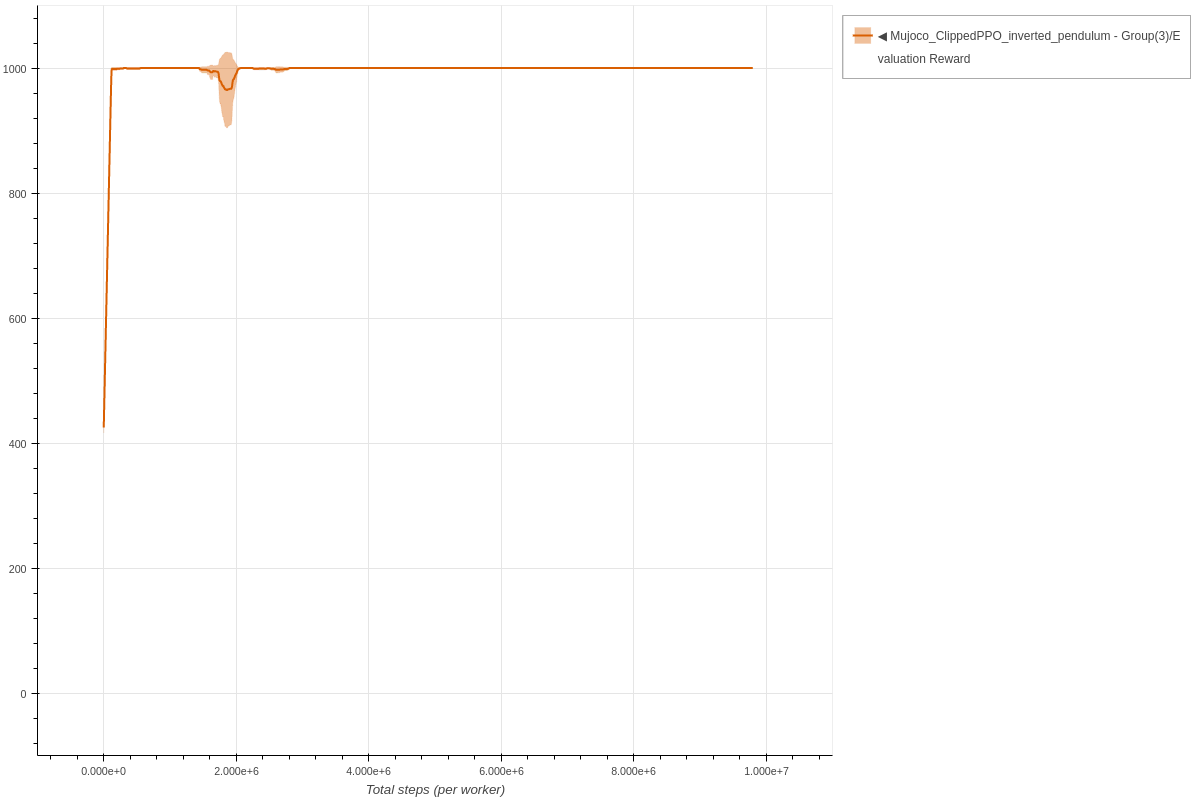 ◀ Mujoco_ClippedPPO_inverted_pendulum - Group(3)/E
valuation Reward
1000
800
600
400
200
0
0.000e+0 2.000e+6 4.000e+6 6.000e+6 8.000e+6 1.000e+7
Total steps (per worker)